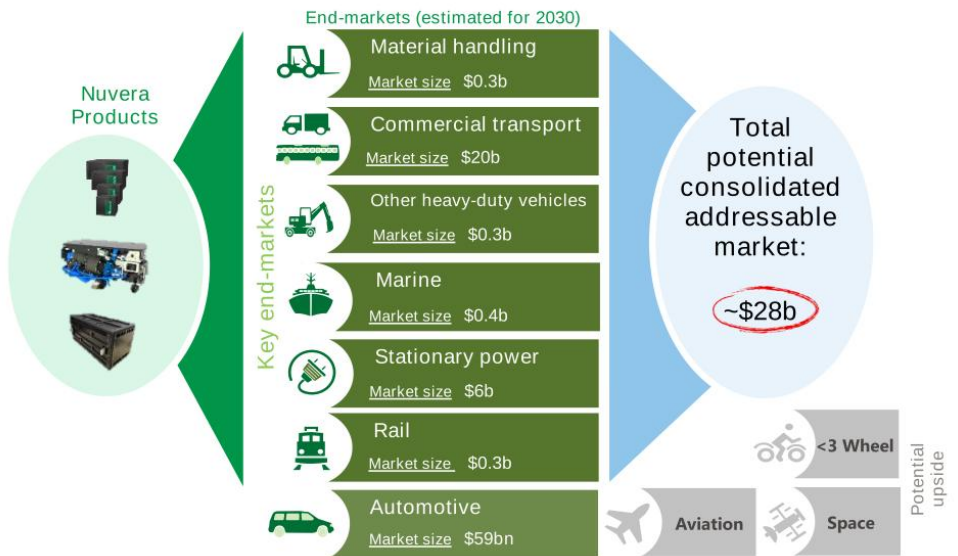 End-markets (estimated for 2030)
Nuvera
Products
Key end-markets
Material handling
Market size $0.3b
Commercial transport
Market size $20b
Other heavy-duty vehicles
Market size $0.3b
Marine
Market size $0.4b
Stationary power
Market size $6b
Rail
Market size $0.3b
Automotive
Market size $59bn
Total
potential
consolidated
addressable
market:
~$28b
<3 Wheel
Aviation
Space
Potential
upside